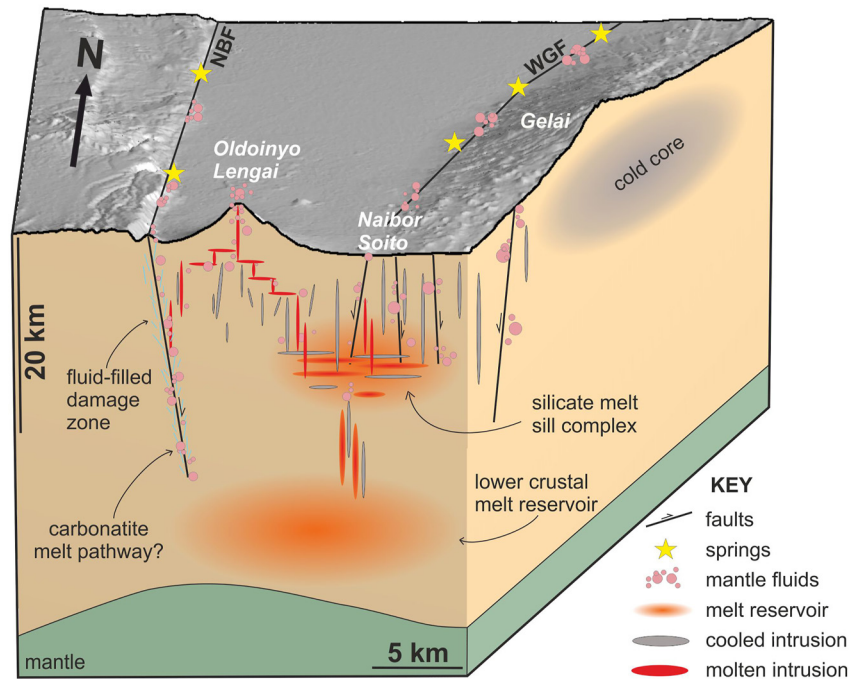 N
NBF
WGF
Gelai
Oldoinyo
Lengai
Naibor
Soito
cold core
20 km
fluid-filled
damage
zone
silicate melt
sill complex
lower crustal
melt reservoir
carbonatite
melt pathway?
mantle
5 km
KEY
faults
springs
mantle fluids
melt reservoir
cooled intrusion
molten intrusion